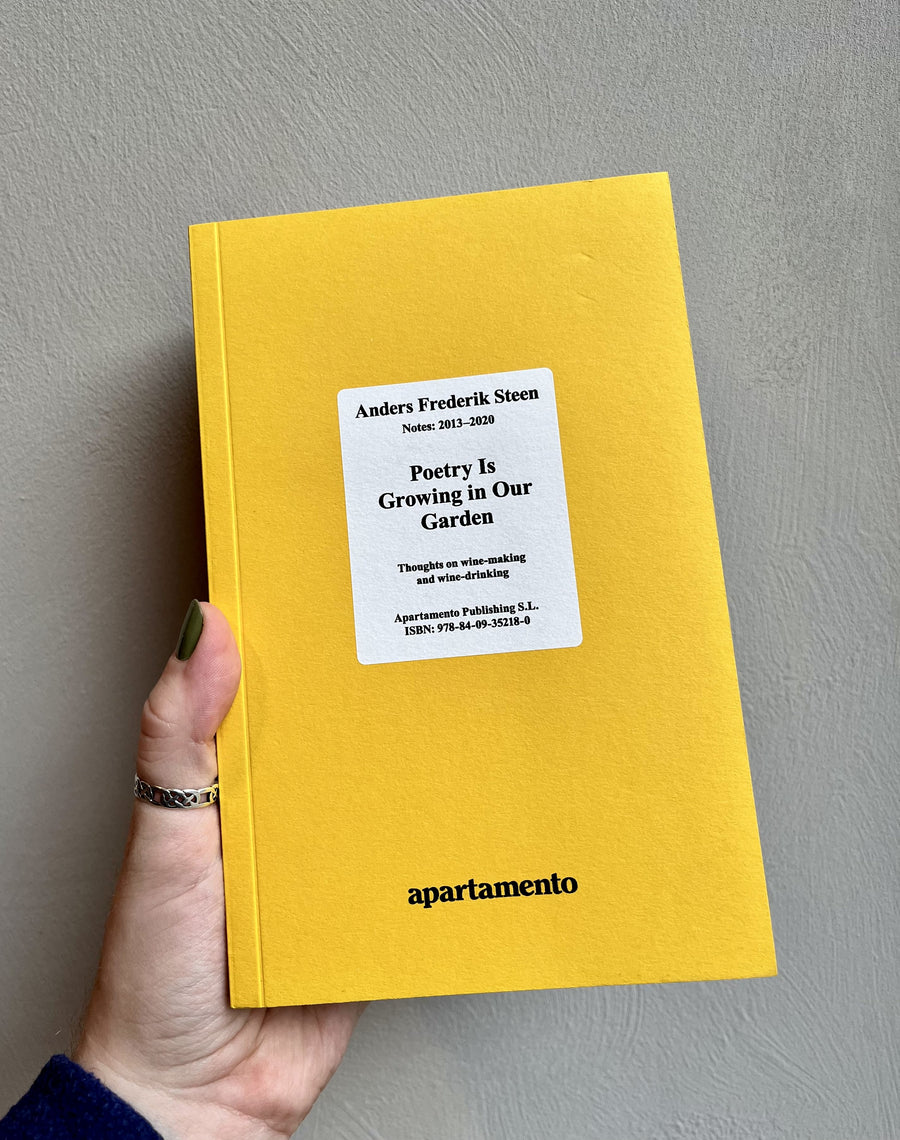 Anders Frederik Steen
Notes: 2013–2020
Poetry Is
Growing in Our
Garden
Thoughts on wine-making
and wine-drinking
Apartamento Publishing S.L.
ISBN: 978-84-09-35218-0
apartamento